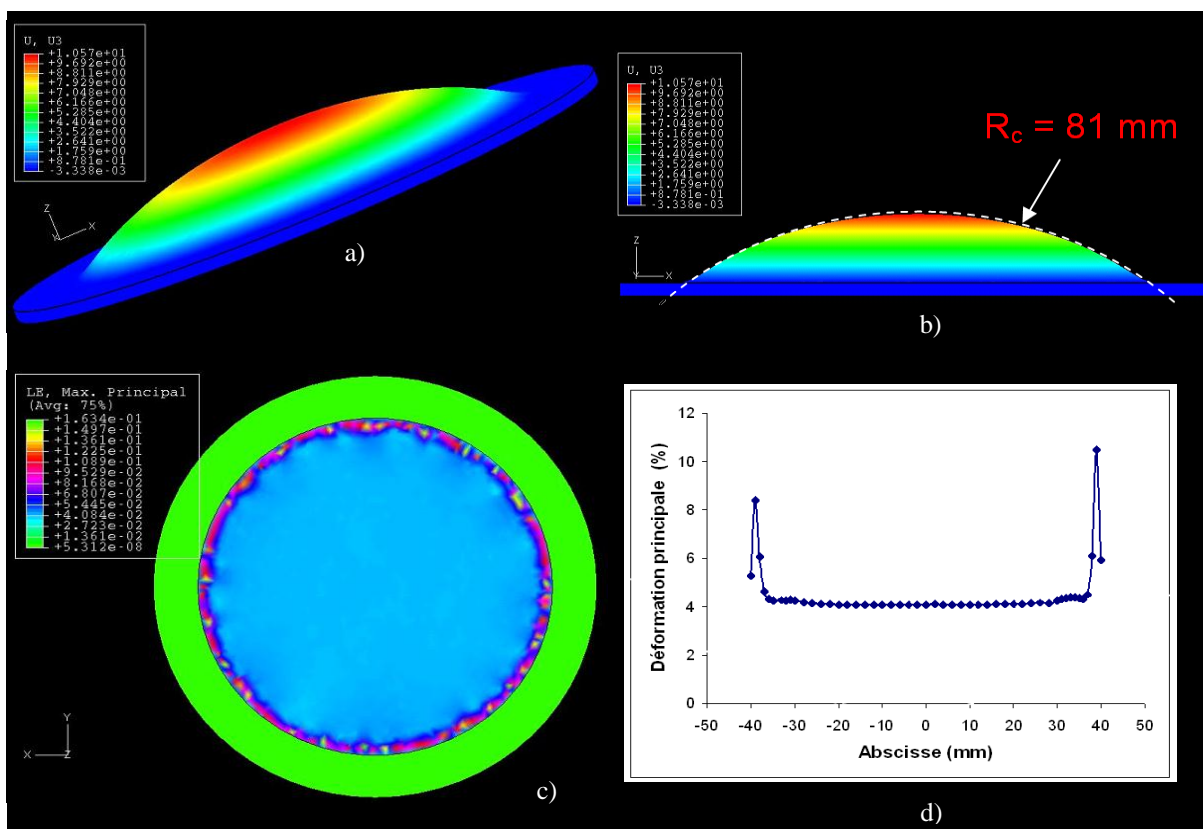 U, U3
+1.057e+01
+9.692e+00
+8.811e+00
+7.929e+00
+7.048e+00
+6.166e+00
+5.285e+00
+4.404e+00
+3.522e+00
+2.641e+00
+1.759e+00
+8.781e-01
-3.338e-03
Z
Y
X
a)
U, U3
+1.057e+01
+9.692e+00
+8.811e+00
+7.929e+00
+7.048e+00
+6.166e+00
+5.285e+00
+4.404e+00
+3.522e+00
+2.641e+00
+1.759e+00
+8.781e-01
-3.338e-03
Rc = 81 mm
Z
Y X
b)
LE, Max. Principal
(Avg: 75%)
+1.634e-01
+1.497e-01
+1.361e-01
+1.225e-01
+1.089e-01
+9.529e-02
+8.168e-02
+6.807e-02
+5.445e-02
+4.084e-02
+2.723e-02
+1.361e-02
+5.312e-08
Y
X Z
c)
Déformation principale (%)
12
10
8
6
4
2
0
-50 -40 -30 -20 -10 0 10 20 30 40 50
Abscisse (mm)
d)